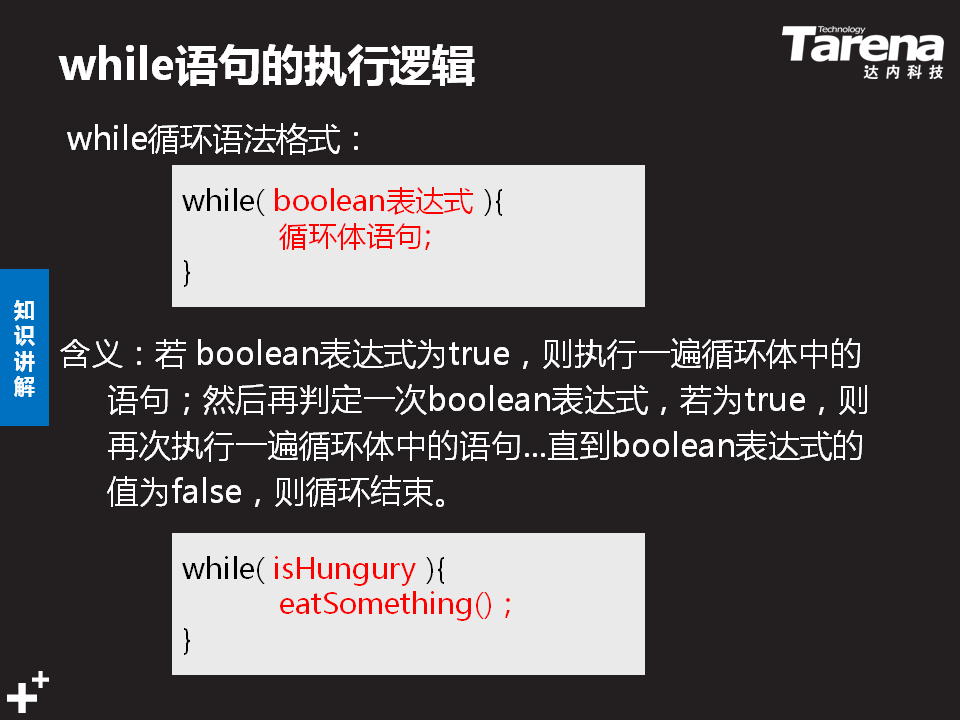 while语句的执行逻辑
Technology
Tarena
达内科技
while循环语法格式：
while( boolean表达式 ){
循环体语句;
}
知识讲解
含义：若 boolean表达式为true，则执行一遍循环体中的
语句；然后再判定一次boolean表达式，若为true，则
再次执行一遍循环体中的语句...直到boolean表达式的
值为false，则循环结束。
while( isHungury ){
eatSomething() ;
}